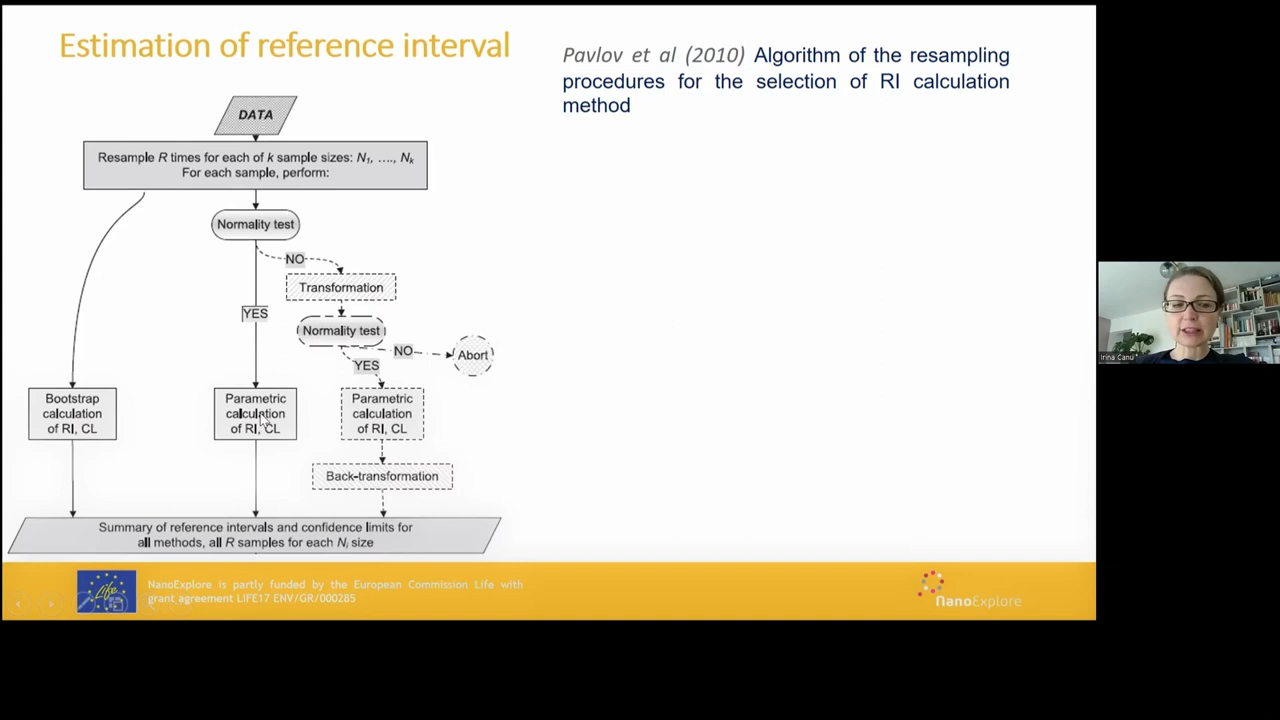 Estimation of reference interval
Pavlov et al (2010) Algorithm of the resampling
procedures for the selection of RI calculation
method
DATA
Resample R times for each of k sample sizes: N1, …., Nk
For each sample, perform:
Normality test
NO
Transformation
YES
Normality test
NO
Abort
YES
Bootstrap
calculation
of RI, CL
Parametric
calculation
of RI, CL
Parametric
calculation
of RI, CL
Back-transformation
Summary of reference intervals and confidence limits for
all methods, all R samples for each Ni size
Life
NanoExplore is partly funded by the European Commission Life with
grant agreement LIFE17 ENV/GR/000285
NanoExplore
Irina Canu